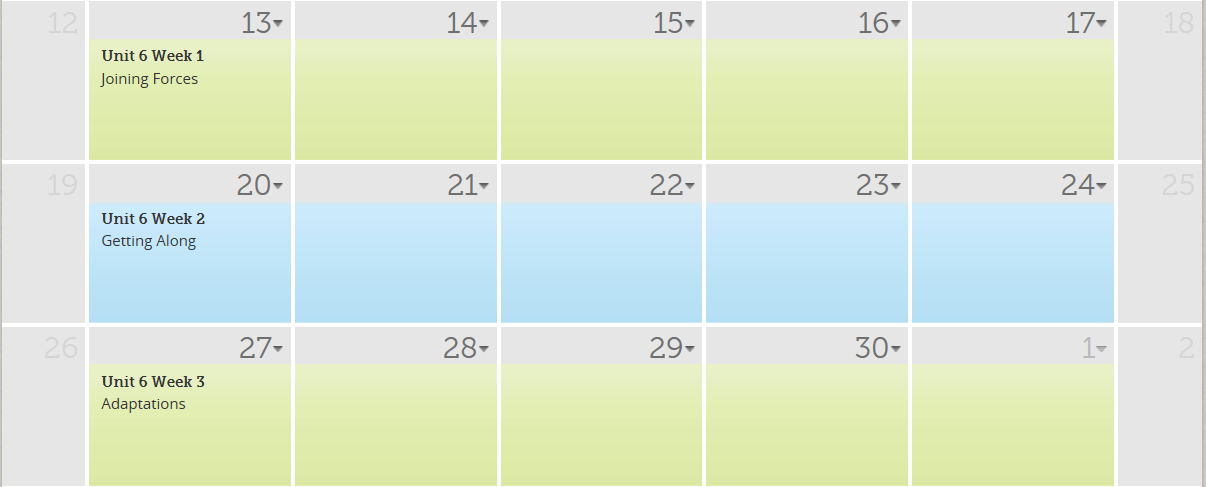 12 13 14 15 16 17 18
Unit 6 Week 1
Joining Forces
19 20 21 22 23 24 25
Unit 6 Week 2
Getting Along
26 27 28 29 30 1 2
Unit 6 Week 3
Adaptations